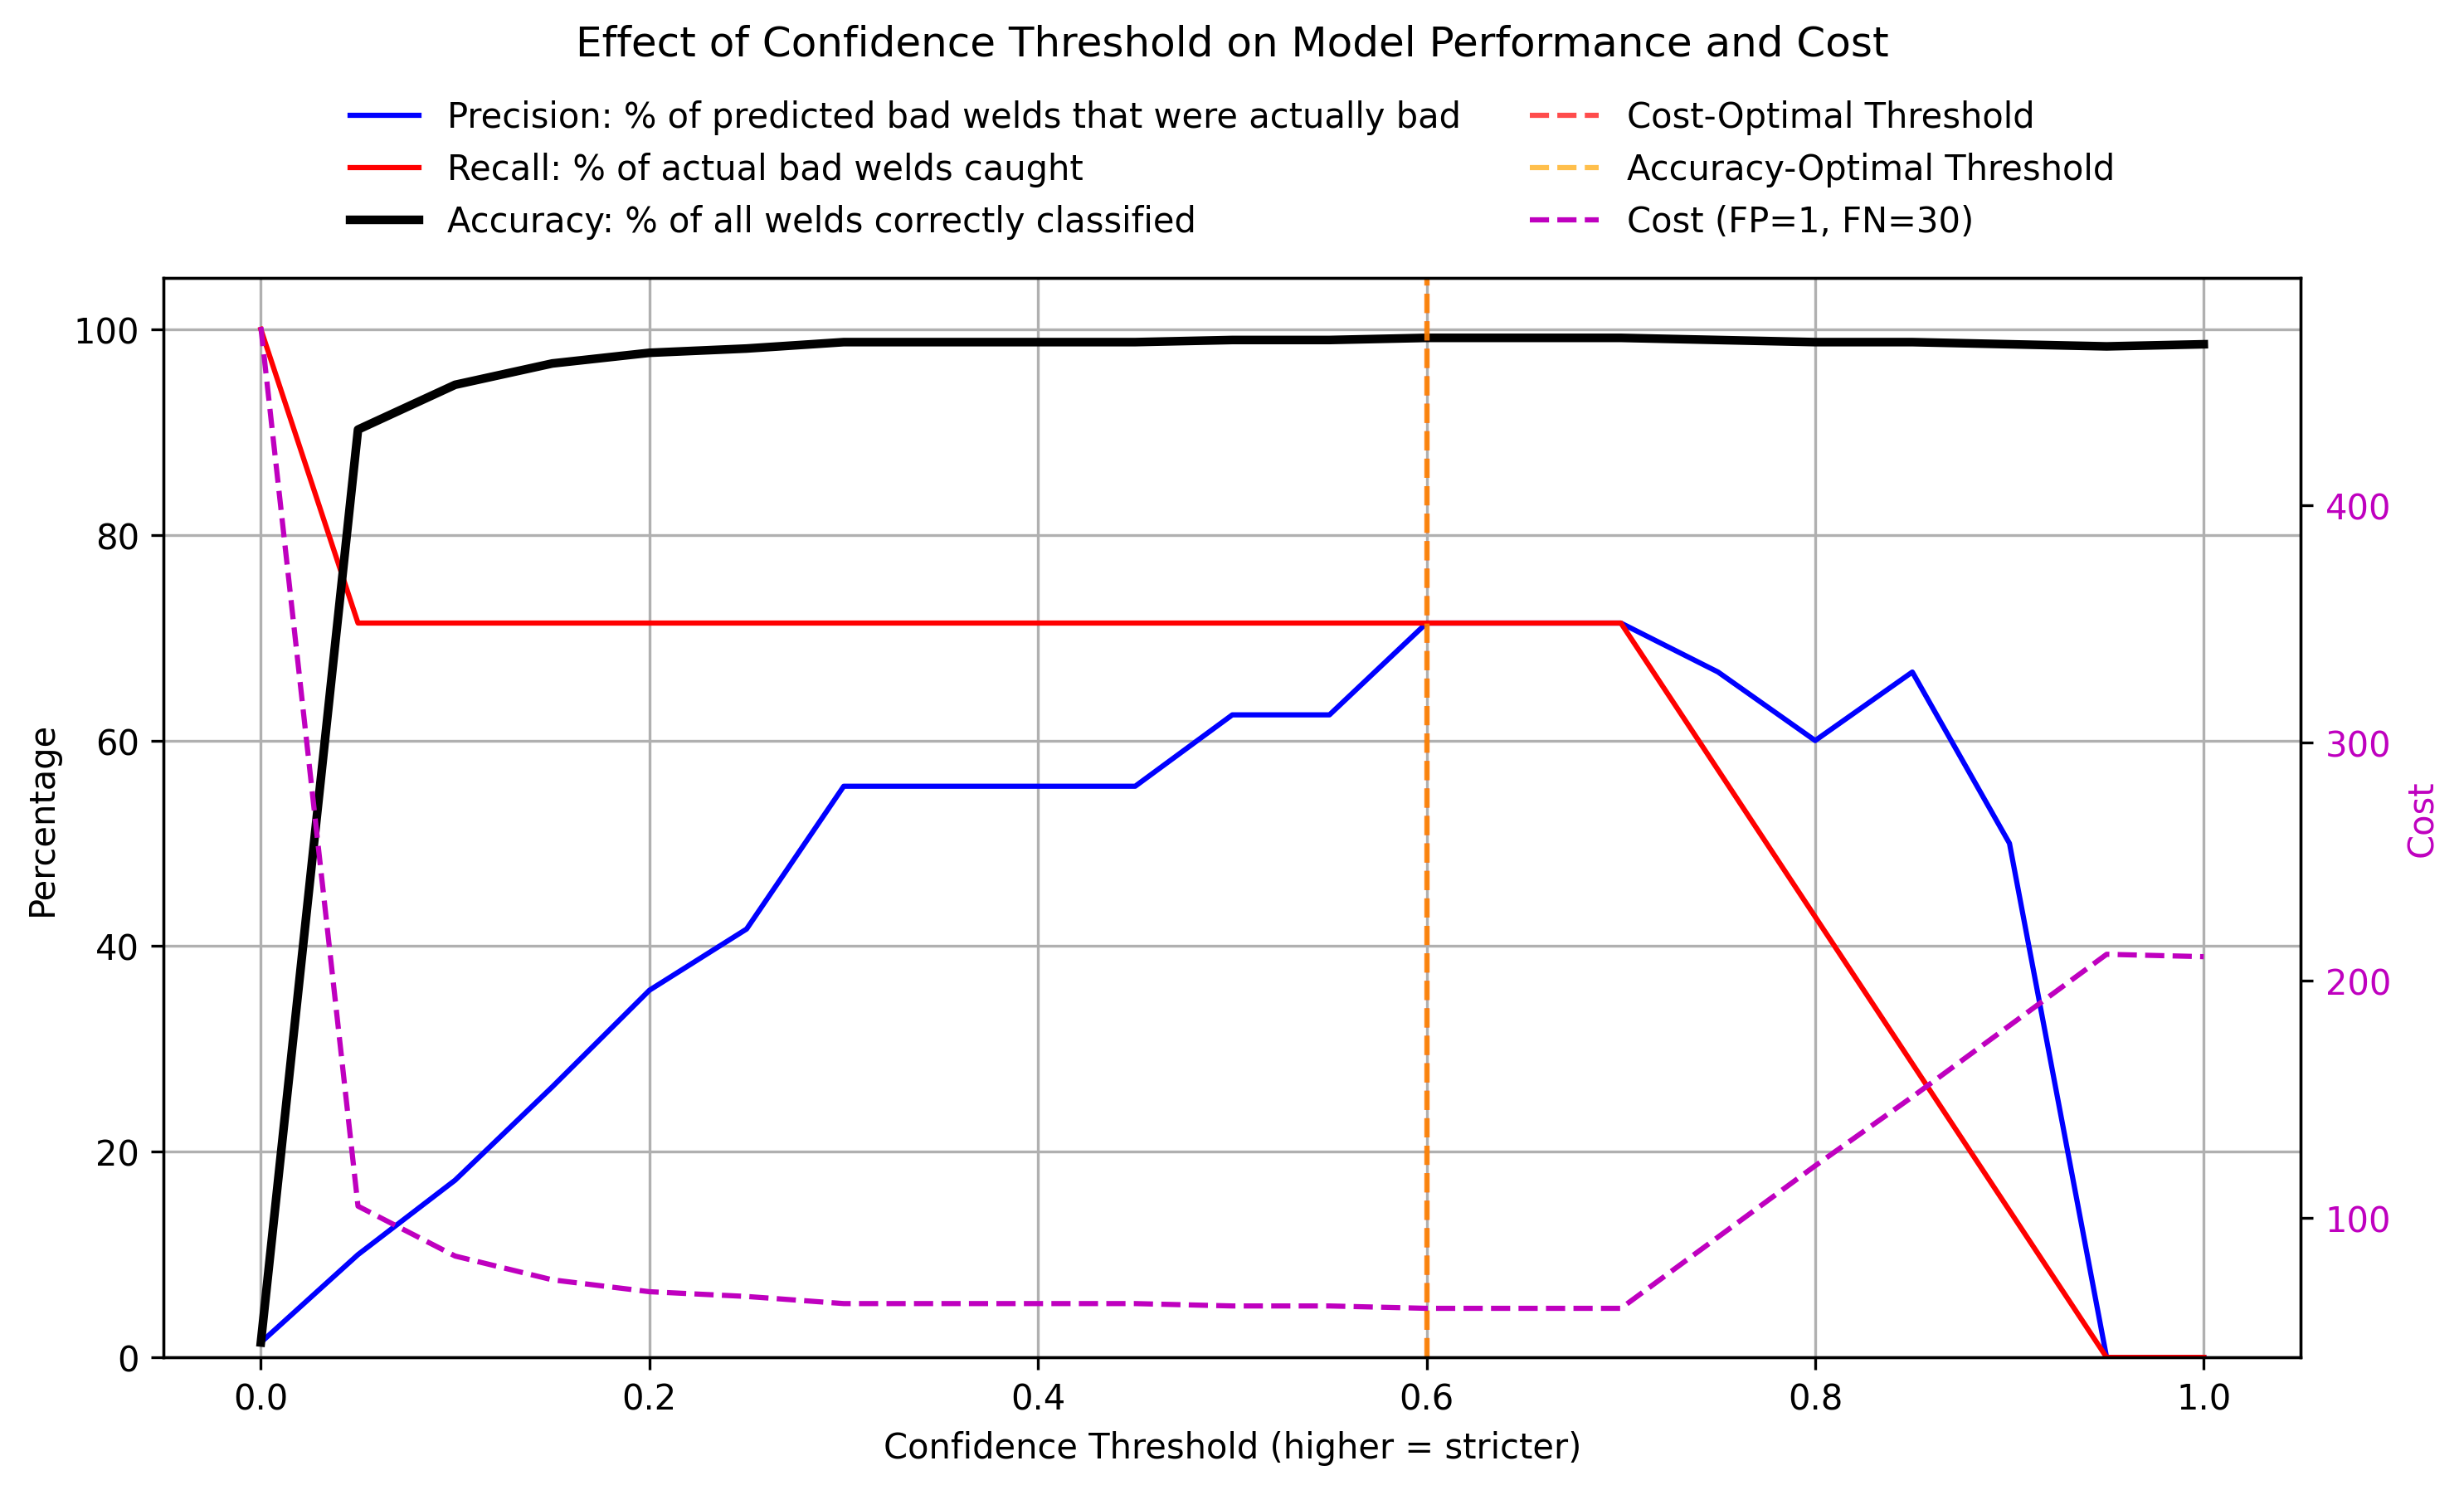 Effect of Confidence Threshold on Model Performance and Cost
Precision: % of predicted bad welds that were actually bad
Recall: % of actual bad welds caught
Accuracy: % of all welds correctly classified
Cost-Optimal Threshold
Accuracy-Optimal Threshold
Cost (FP=1, FN=30)
Percentage
100
80
60
40
20
0
400
300
200
100
Cost
0.0
0.2
0.4
0.6
0.8
1.0
Confidence Threshold (higher = stricter)